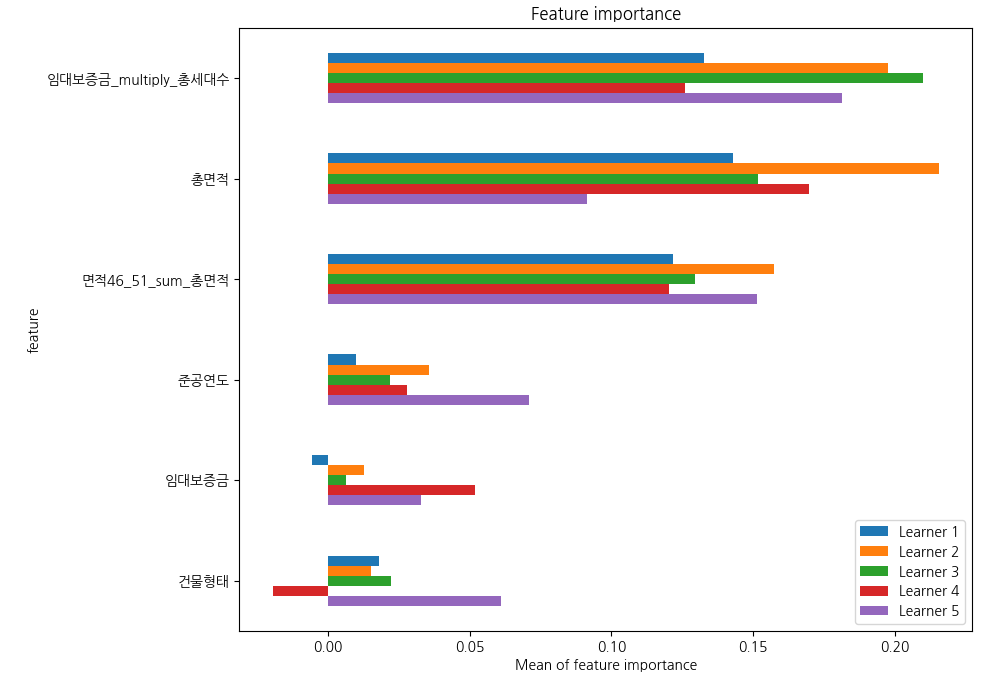 Feature importance
임대보증금_multiply_총세대수
총면적
면적46_51_sum_총면적
준공연도
임대보증금
건물형태
feature
Learner 1
Learner 2
Learner 3
Learner 4
Learner 5
0.00 0.05 0.10 0.15 0.20
Mean of feature importance